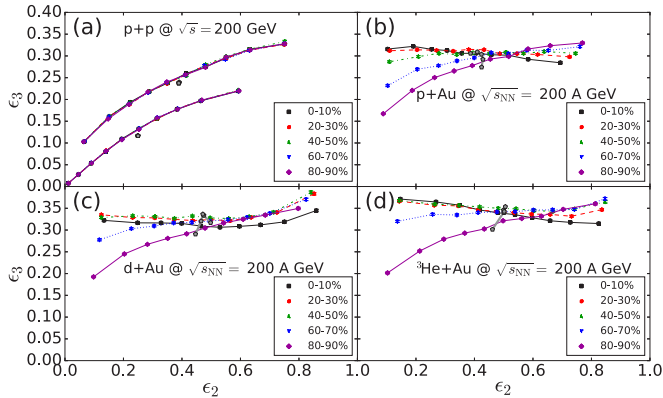 0.40
0.35
0.30
0.25
0.20
0.15
0.10
0.05
0.00
ϵ3
(a)
p+p @ √s = 200 GeV
0-10%
20-30%
40-50%
60-70%
80-90%
(b)
p+Au @ √sNN = 200 A GeV
0-10%
20-30%
40-50%
60-70%
80-90%
0.35
0.30
0.25
0.20
0.15
0.10
0.05
0.00
ϵ3
(c)
d+Au @ √sNN = 200 A GeV
0-10%
20-30%
40-50%
60-70%
80-90%
0.0 0.2 0.4 0.6 0.8 1.0
ϵ2
(d)
3He+Au @ √sNN = 200 A GeV
0-10%
20-30%
40-50%
60-70%
80-90%
0.2 0.4 0.6 0.8 1.0
ϵ2